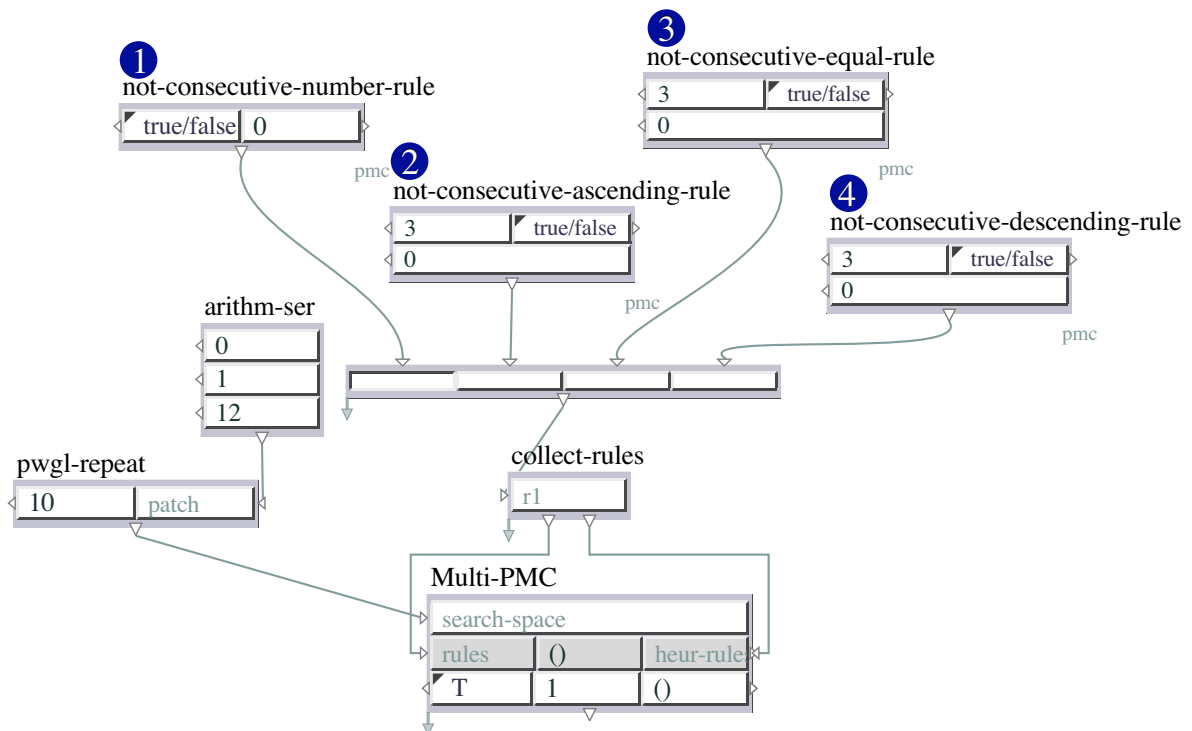 1
not-consecutive-number-rule
true/false 0
pmc
3
not-consecutive-equal-rule
3 true/false
0
pmc
2
not-consecutive-ascending-rule
3 true/false
0
pmc
4
not-consecutive-descending-rule
3 true/false
0
pmc
arithm-ser
0
1
12
pwgl-repeat
10 patch
collect-rules
r1
Multi-PMC
search-space
rules () heur-rule
T 1 ()